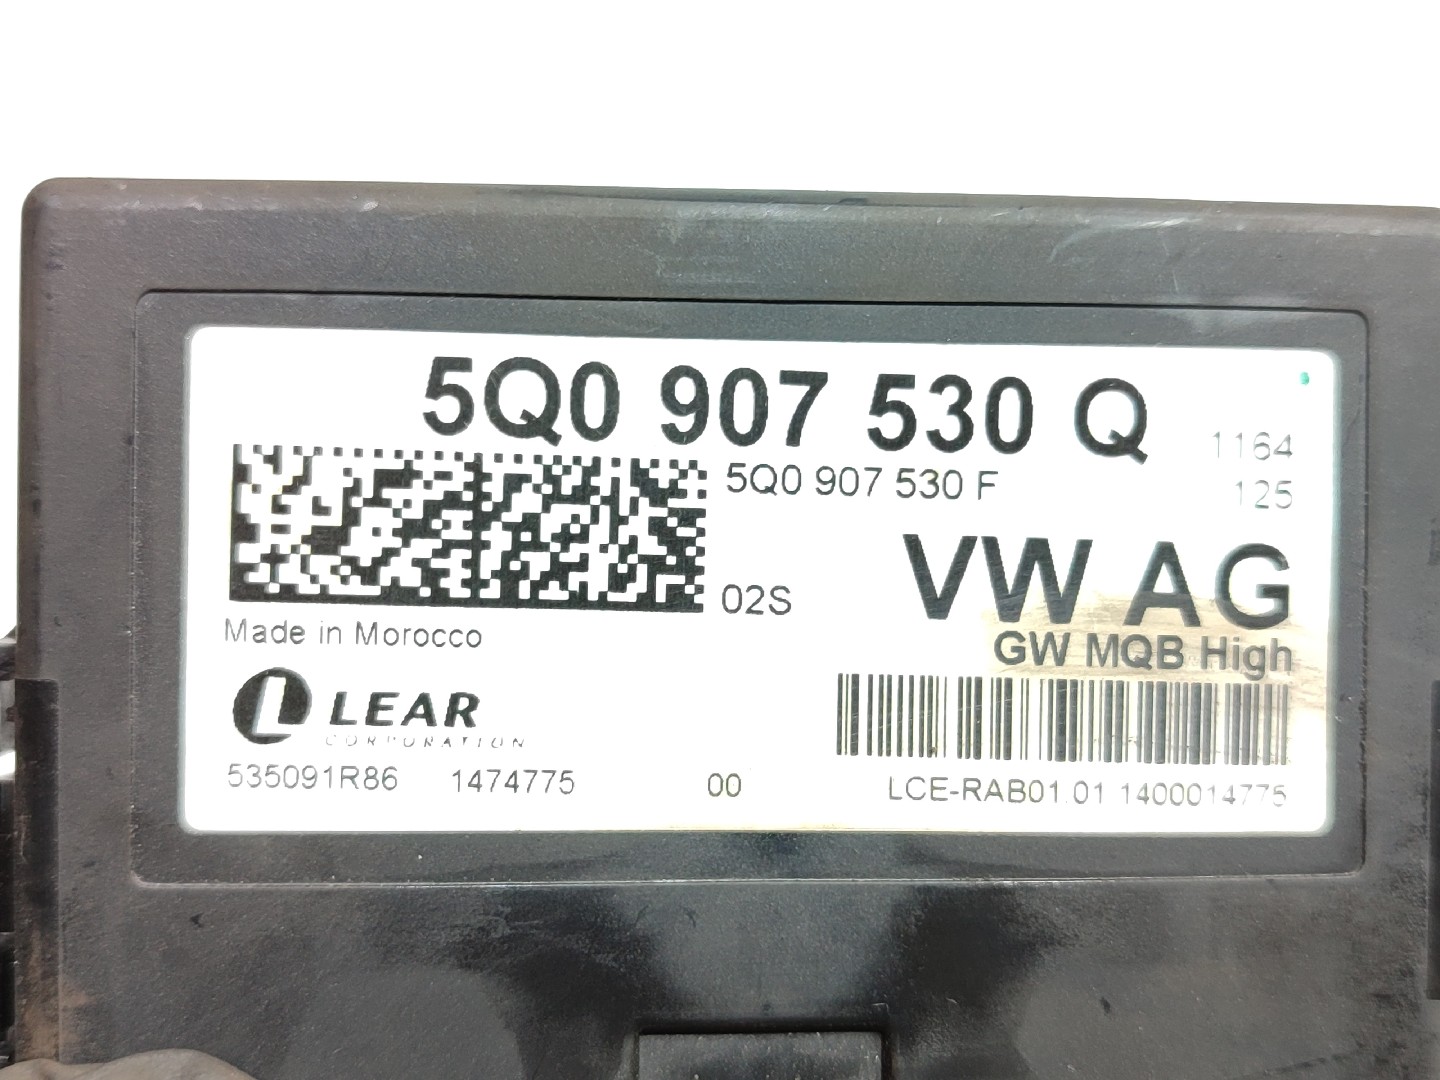 5Q0 907 530 Q
1164
5Q0 907 530 F
125
VW AG
02S
GW MQB High
Made in Morocco
LEAR
CORPORATION
535091R86 1474775 00 LCE-RAB01.01 1400014775